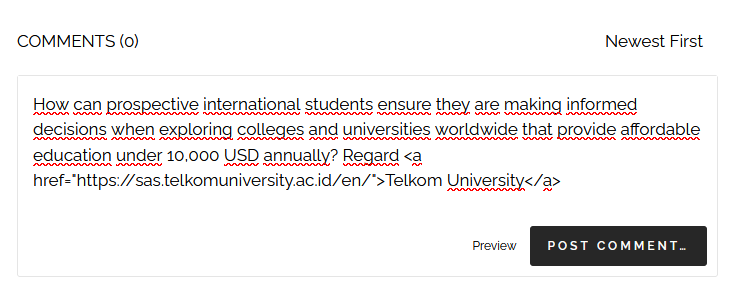 COMMENTS (0)
Newest First
How can prospective international students ensure they are making informed
decisions when exploring colleges and universities worldwide that provide affordable
education under 10,000 USD annually? Regard <a
href="https://sas.telkomuniversity.ac.id/en/">Telkom University</a>
Preview
POST COMMENT…